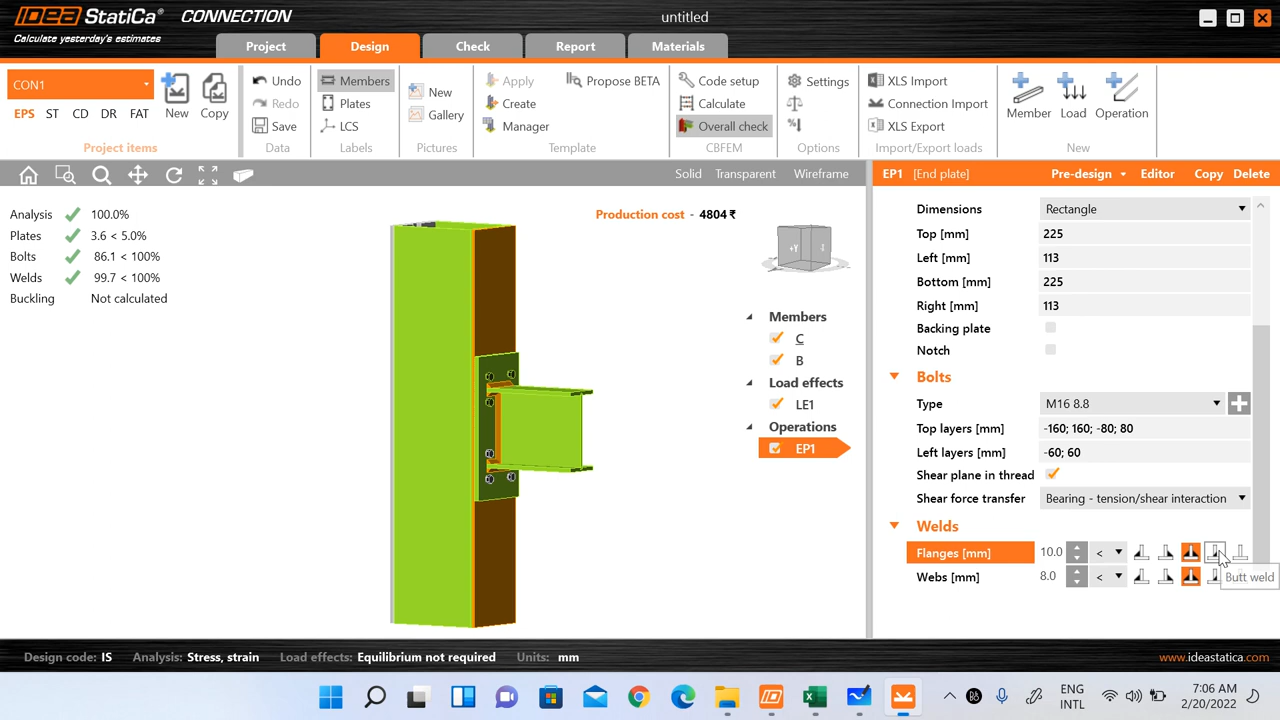 IDEA StatiCa® CONNECTION
Calculate yesterday's estimates
untitled
Project
Design
Check
Report
Materials
CON1
EPS ST CD DR FAT
New
Copy
Project items
Undo
Redo
Save
Data
Members
Plates
LCS
Labels
New
Gallery
Pictures
Apply
Create
Manager
Propose BETA
Template
Code setup
Calculate
Overall check
CBFEM
Settings
Options
XLS Import
Connection Import
XLS Export
Import/Export loads
Member
Load
Operation
New
Solid Transparent Wireframe
Analysis 100.0%
Plates 3.6 < 5.0%
Bolts 86.1 < 100%
Welds 99.7 < 100%
Buckling Not calculated
Production cost - 4804 ₹
+Y
Members
C
B
Load effects
LE1
Operations
EP1
EP1 [End plate] Pre-design Editor Copy Delete
Dimensions Rectangle
Top [mm] 225
Left [mm] 113
Bottom [mm] 225
Right [mm] 113
Backing plate
Notch
Bolts
Type M16 8.8
Top layers [mm] -160; 160; -80; 80
Left layers [mm] -60; 60
Shear plane in thread
Shear force transfer Bearing - tension/shear interaction
Welds
Flanges [mm] 10.0 <
Webs [mm] 8.0 <
Butt weld
Design code: IS Analysis: Stress, strain Load effects: Equilibrium not required Units: mm
www.ideastatica.com
ENG
INTL
7:06 AM
2/20/2022